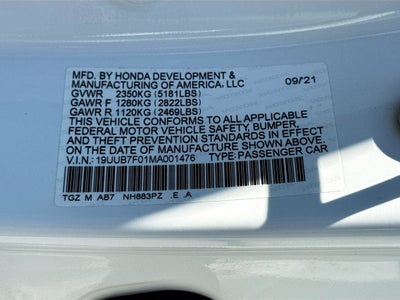 MFD. BY HONDA DEVELOPMENT & 09/21
MANUFACTURING OF AMERICA, LLC
GVWR 2350KG (5181LBS)
GAWR F 1280KG (2822LBS)
GAWR R 1120KG (2469LBS)
THIS VEHICLE CONFORMS TO ALL APPLICABLE
FEDERAL MOTOR VEHICLE SAFETY, BUMPER,
AND THEFT PREVENTION STANDARDS IN EFFECT
ON THE DATE OF MANUFACTURE SHOWN ABOVE.
VIN: 19UUB7F01MA001476 TYPE: PASSENGER CAR
TGZ M AB7 NH883PZ .E .A